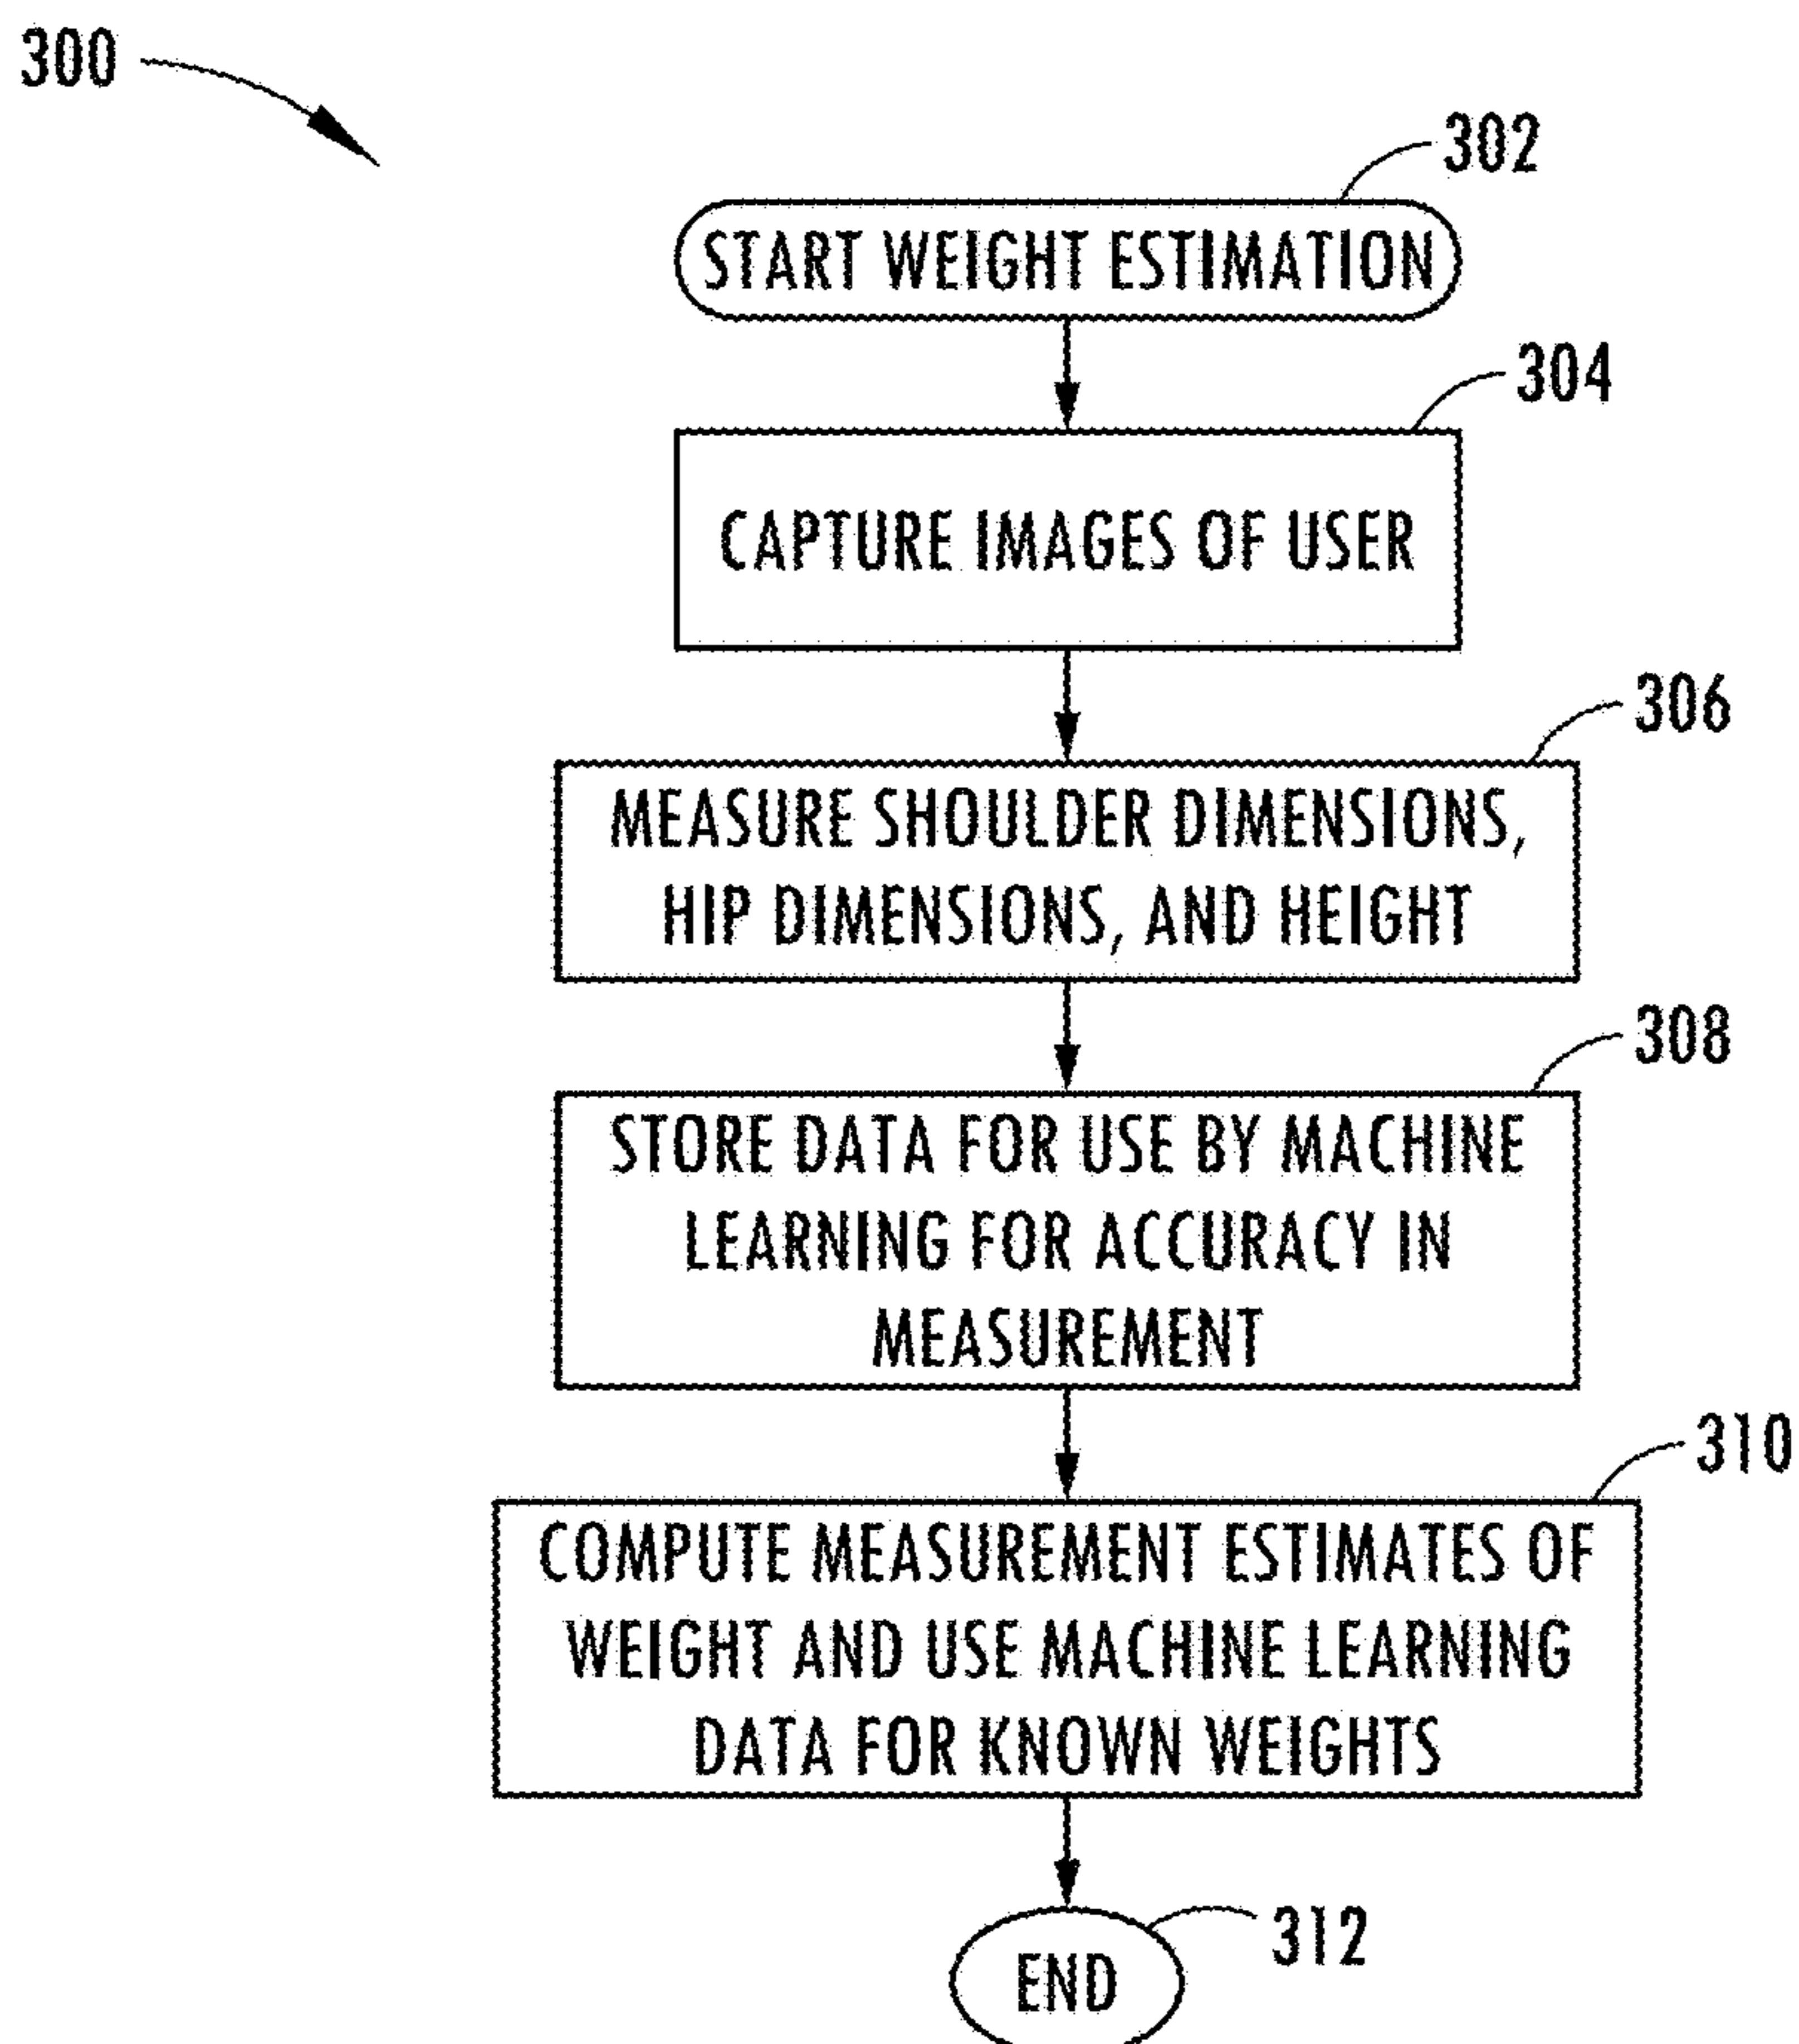 300
302
START WEIGHT ESTIMATION
304
CAPTURE IMAGES OF USER
306
MEASURE SHOULDER DIMENSIONS,
HIP DIMENSIONS, AND HEIGHT
308
STORE DATA FOR USE BY MACHINE
LEARNING FOR ACCURACY IN
MEASUREMENT
310
COMPUTE MEASUREMENT ESTIMATES OF
WEIGHT AND USE MACHINE LEARNING
DATA FOR KNOWN WEIGHTS
312
END